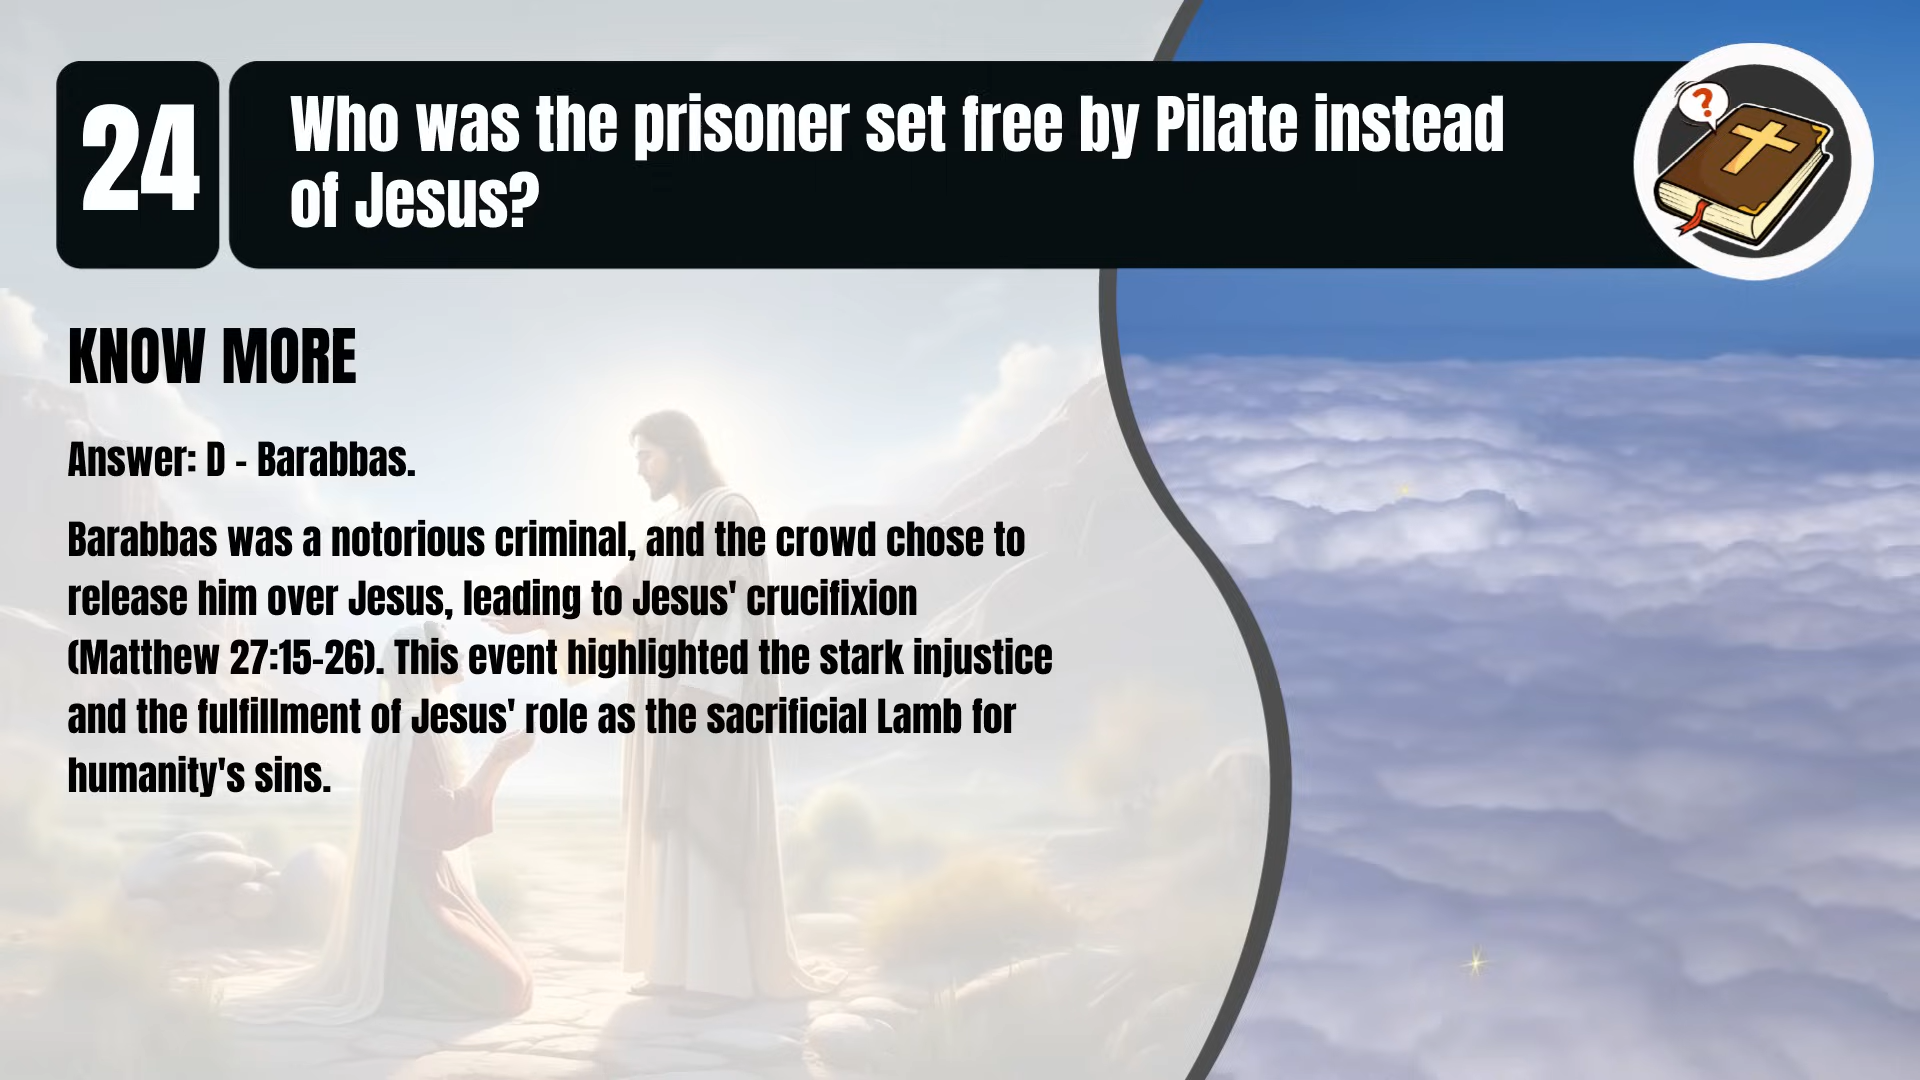 24
Who was the prisoner set free by Pilate instead
of Jesus?
?
KNOW MORE
Answer: D - Barabbas.
Barabbas was a notorious criminal, and the crowd chose to
release him over Jesus, leading to Jesus' crucifixion
(Matthew 27:15-26). This event highlighted the stark injustice
and the fulfillment of Jesus' role as the sacrificial Lamb for
humanity's sins.